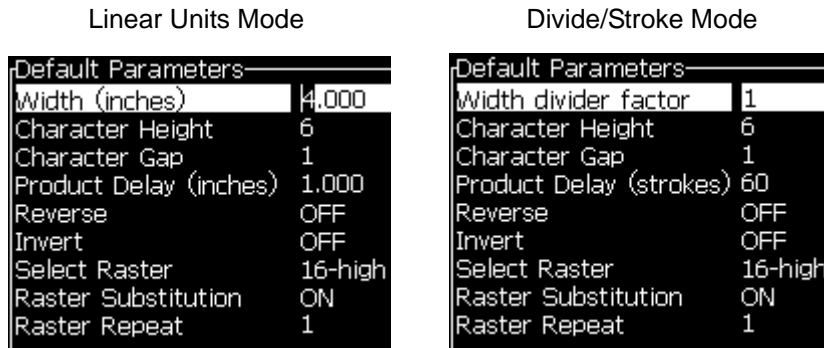 Linear Units Mode
Default Parameters
Width (inches) 4.000
Character Height 6
Character Gap 1
Product Delay (inches) 1.000
Reverse OFF
Invert OFF
Select Raster 16-high
Raster Substitution ON
Raster Repeat 1
Divide/Stroke Mode
Default Parameters
Width divider factor 1
Character Height 6
Character Gap 1
Product Delay (strokes) 60
Reverse OFF
Invert OFF
Select Raster 16-high
Raster Substitution ON
Raster Repeat 1